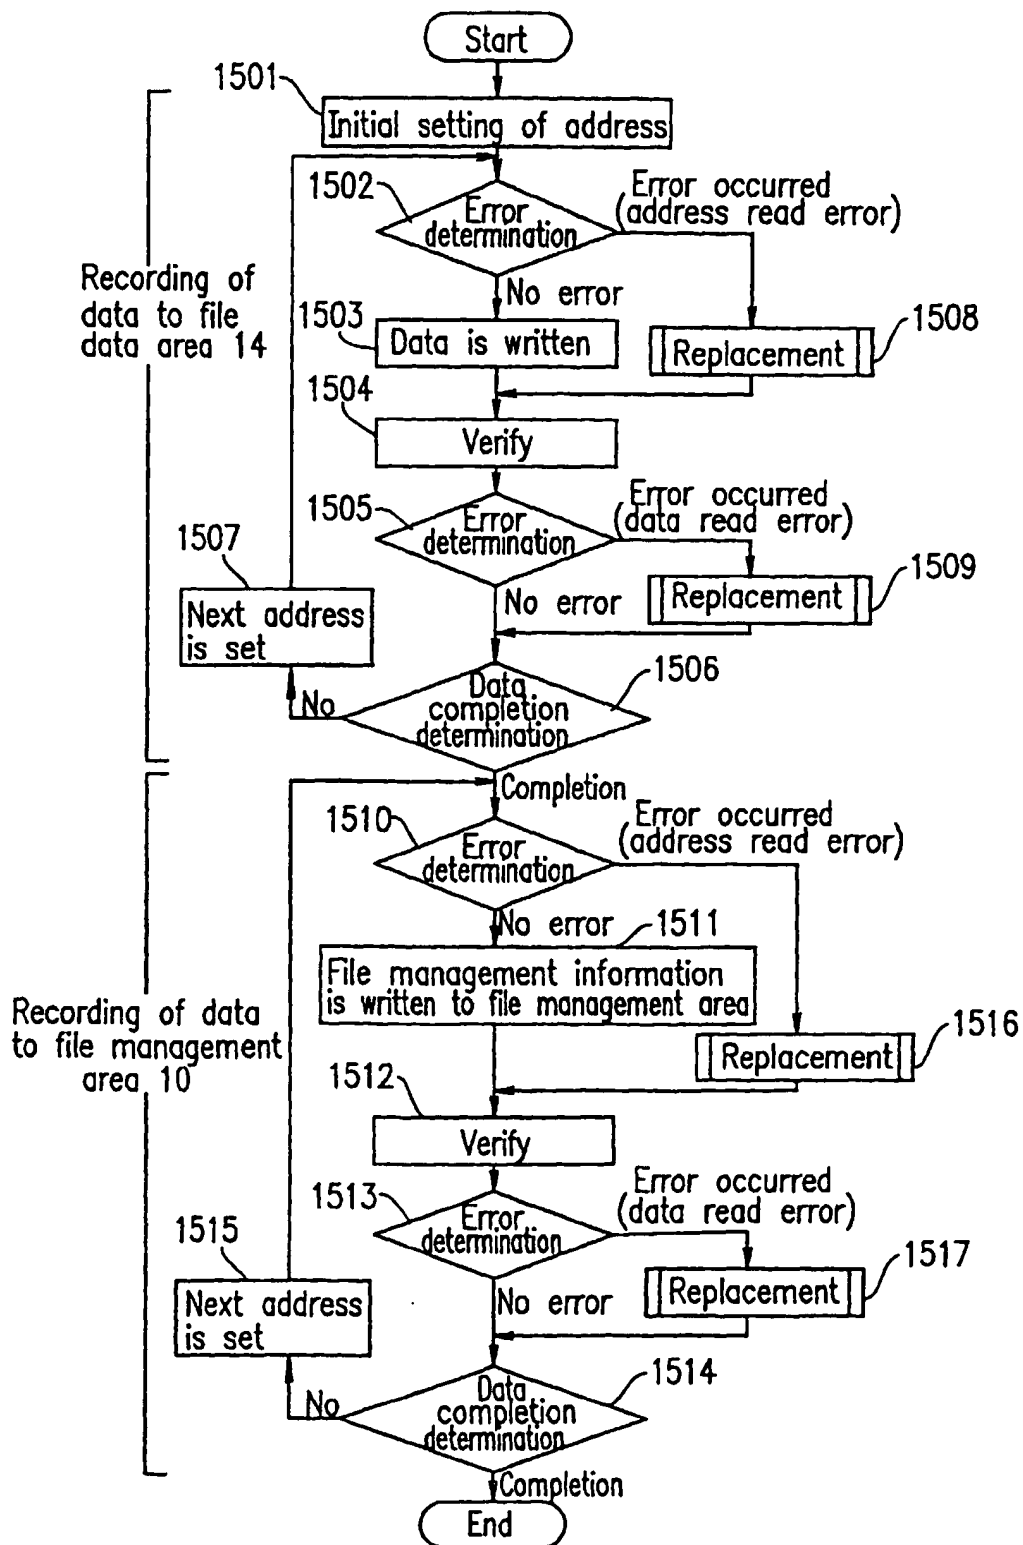 Start
1501
Initial setting of address
1502
Error
determination
Error occurred
(address read error)
Recording of
data to file
data area 14
No error
1503
Data is written
1508
Replacement
1504
Verify
1505
Error
determination
Error occurred
(data read error)
1507
Next address
is set
No error
1509
Replacement
1506
Data
completion
determination
No
Completion
1510
Error
determination
Error occurred
(address read error)
No error
1511
File management information
is written to file management area
Recording of data
to file management
area 10
1516
Replacement
1512
Verify
1513
Error
determination
Error occurred
(data read error)
1515
Next address
is set
No error
1517
Replacement
1514
Data
completion
determination
No
Completion
End